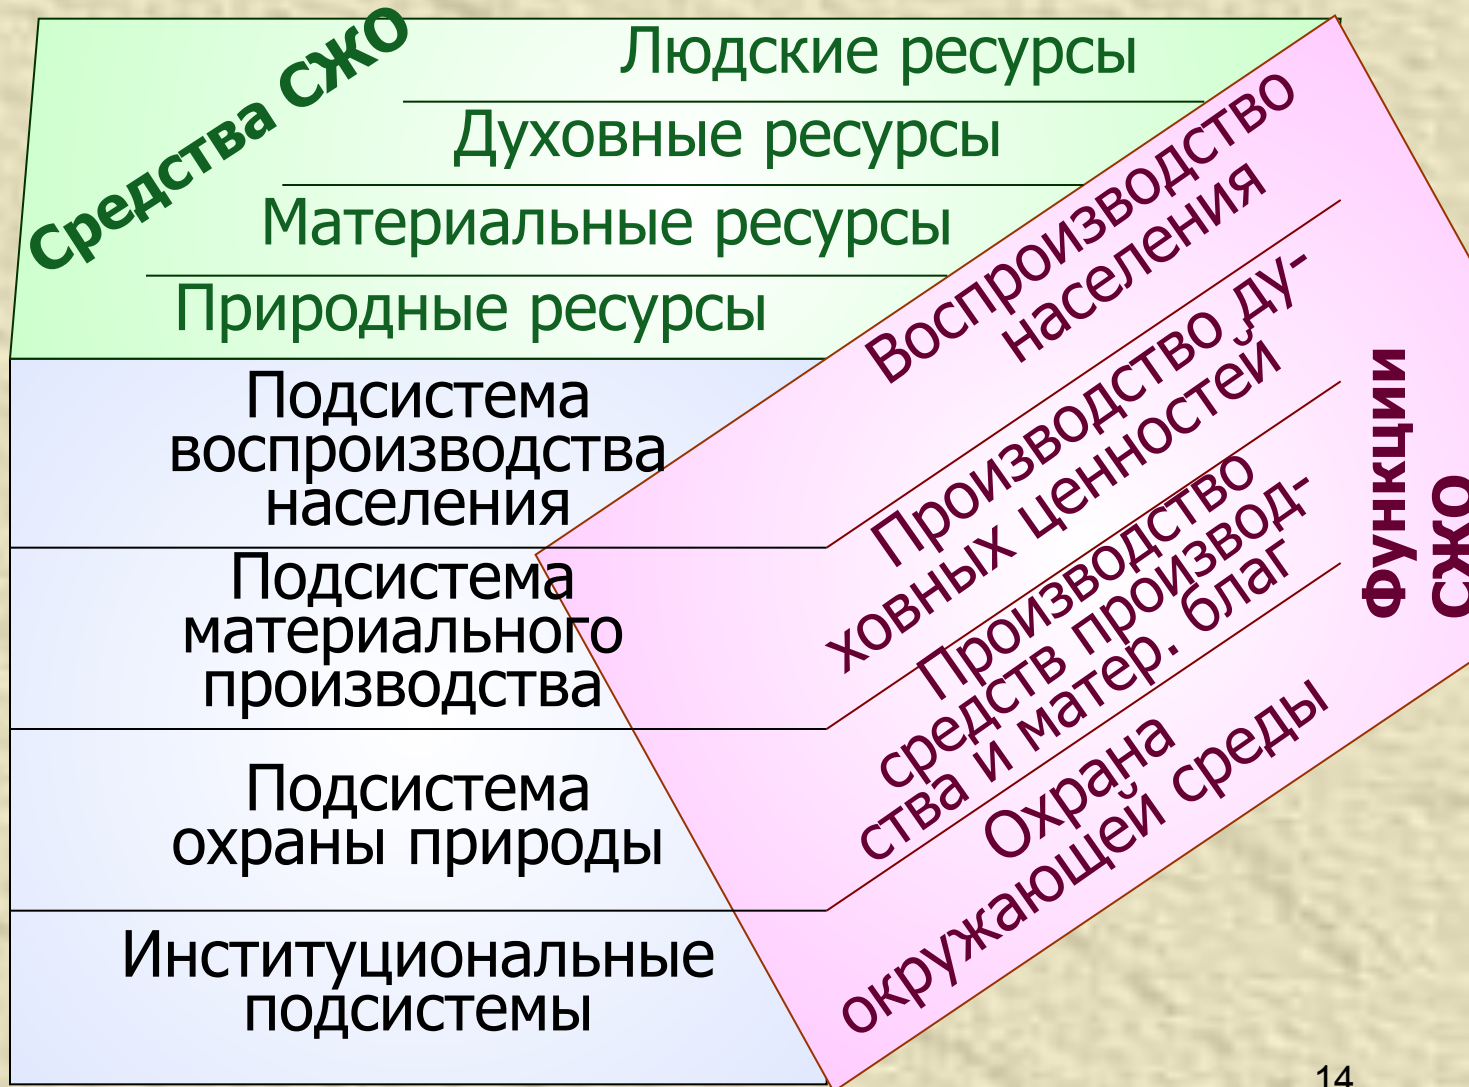 Средства СЖО
Людские ресурсы
Духовные ресурсы
Материальные ресурсы
Природные ресурсы
Подсистема
воспроизводства
населения
Подсистема
материального
производства
Подсистема
охраны природы
Институциональные
подсистемы
Воспроизводство
населения
Производство ду-
ховных ценностей
Производство
средств производ-
ства и матер. благ
Охрана
окружающей среды
Функции
СЖО
14